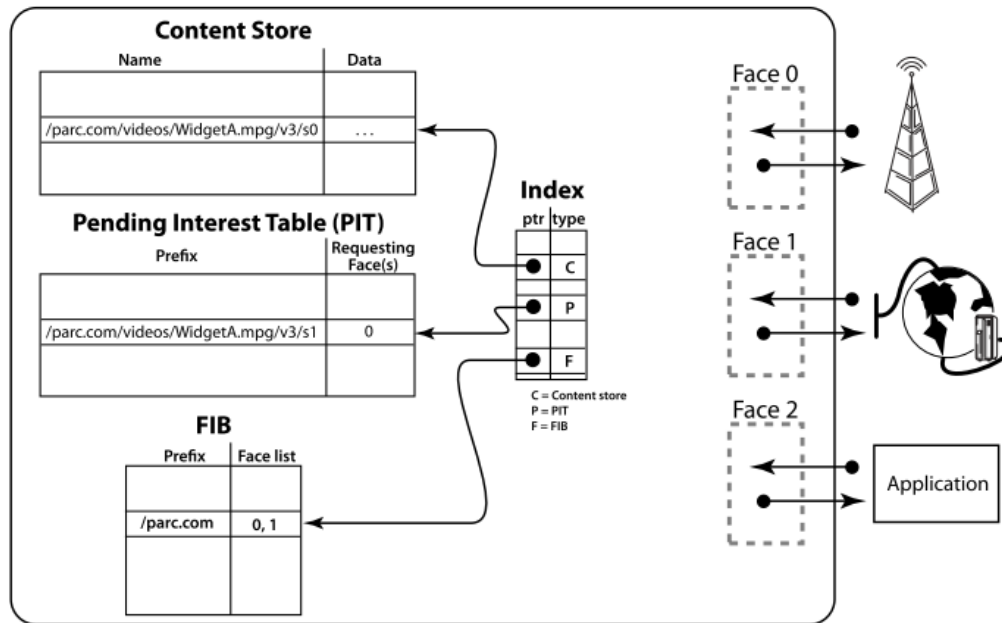 Content Store
Name Data
/parc.com/videos/WidgetA.mpg/v3/s0 ...
Pending Interest Table (PIT)
Prefix Requesting Face(s)
/parc.com/videos/WidgetA.mpg/v3/s1 0
FIB
Prefix Face list
/parc.com 0, 1
Index
ptr type
C
P
F
C = Content store
P = PIT
F = FIB
Face 0
Face 1
Face 2
Application